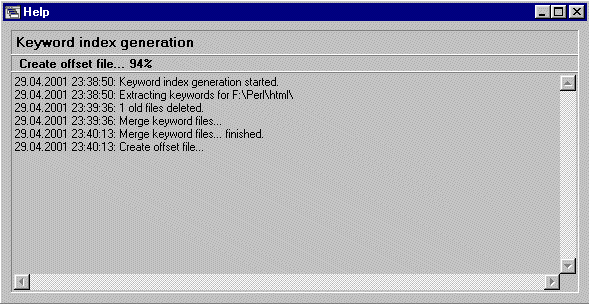 Help
Keyword index generation
Create offset file... 94%
29.04.2001 23:38:50: Keyword index generation started.
29.04.2001 23:38:50: Extracting keywords for F:\Perl\html\
29.04.2001 23:39:36: 1 old files deleted.
29.04.2001 23:39:36: Merge keyword files...
29.04.2001 23:40:13: Merge keyword files... finished.
29.04.2001 23:40:13: Create offset file...